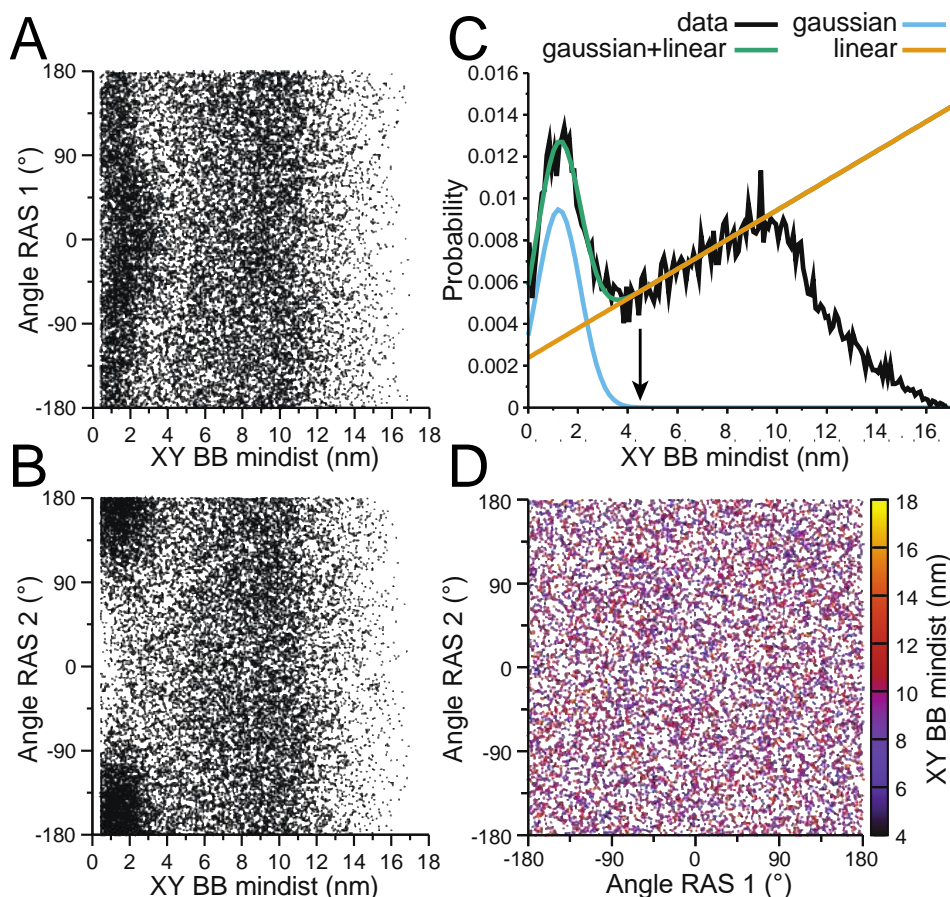 A
180
90
0
-90
-180
Angle RAS 1 (°)
0 2 4 6 8 10 12 14 16 18
XY BB mindist (nm)
C
data gaussian
gaussian+linear linear
0.016
0.014
0.012
0.01
0.008
0.006
0.004
0.002
0
Probability
0 2 4 6 8 10 12 14 16
XY BB mindist (nm)
B
180
90
0
-90
-180
Angle RAS 2 (°)
0 2 4 6 8 10 12 14 16 18
XY BB mindist (nm)
D
180
90
0
-90
-180
Angle RAS 2 (°)
-180 -90 0 90 180
Angle RAS 1 (°)
18
16
14
12
10
8
6
4
XY BB mindist (nm)